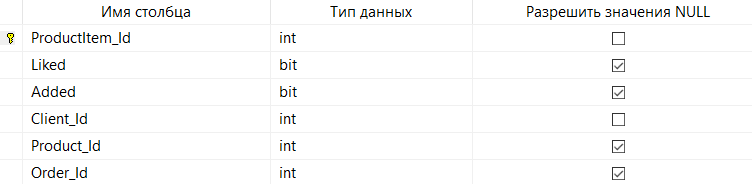 Имя столбца Тип данных Разрешить значения NULL
ProductItem_Id int
Liked bit
Added bit
Client_Id int
Product_Id int
Order_Id int